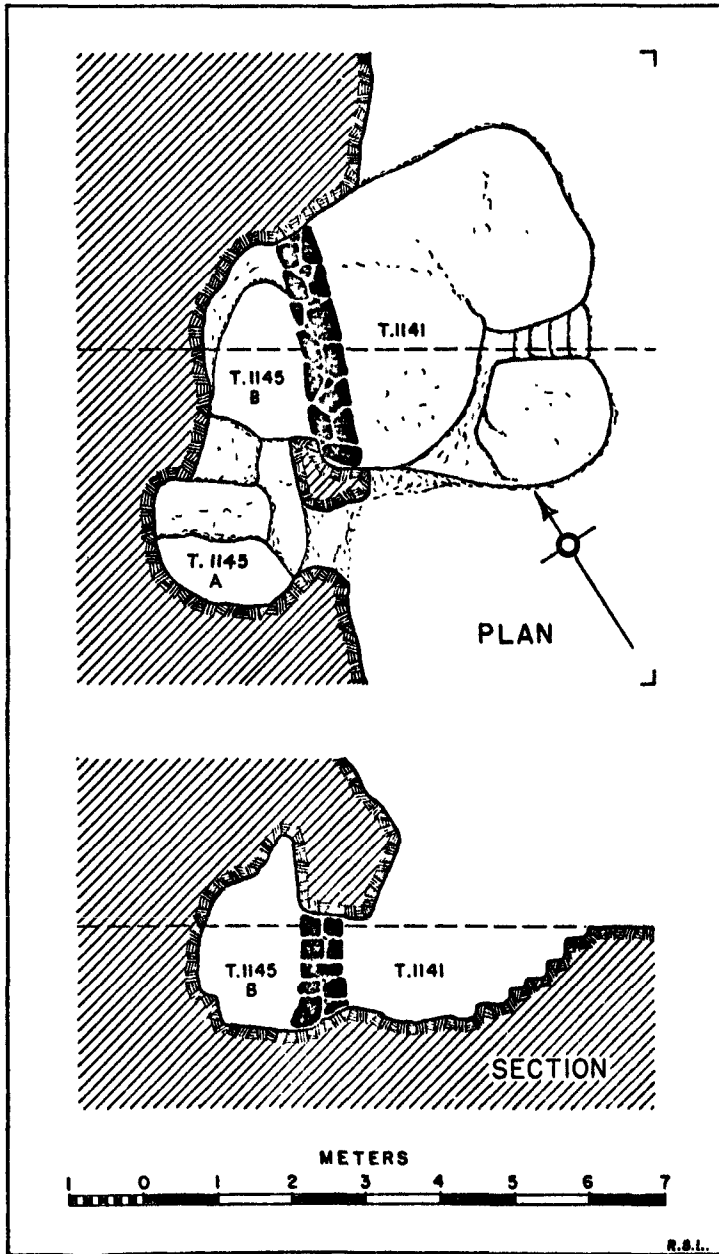 T.1141
T.1145
B
T. 1145
A
PLAN
T.1145
B
T.1141
SECTION
METERS
1 0 1 2 3 4 5 6 7
R.S.L.